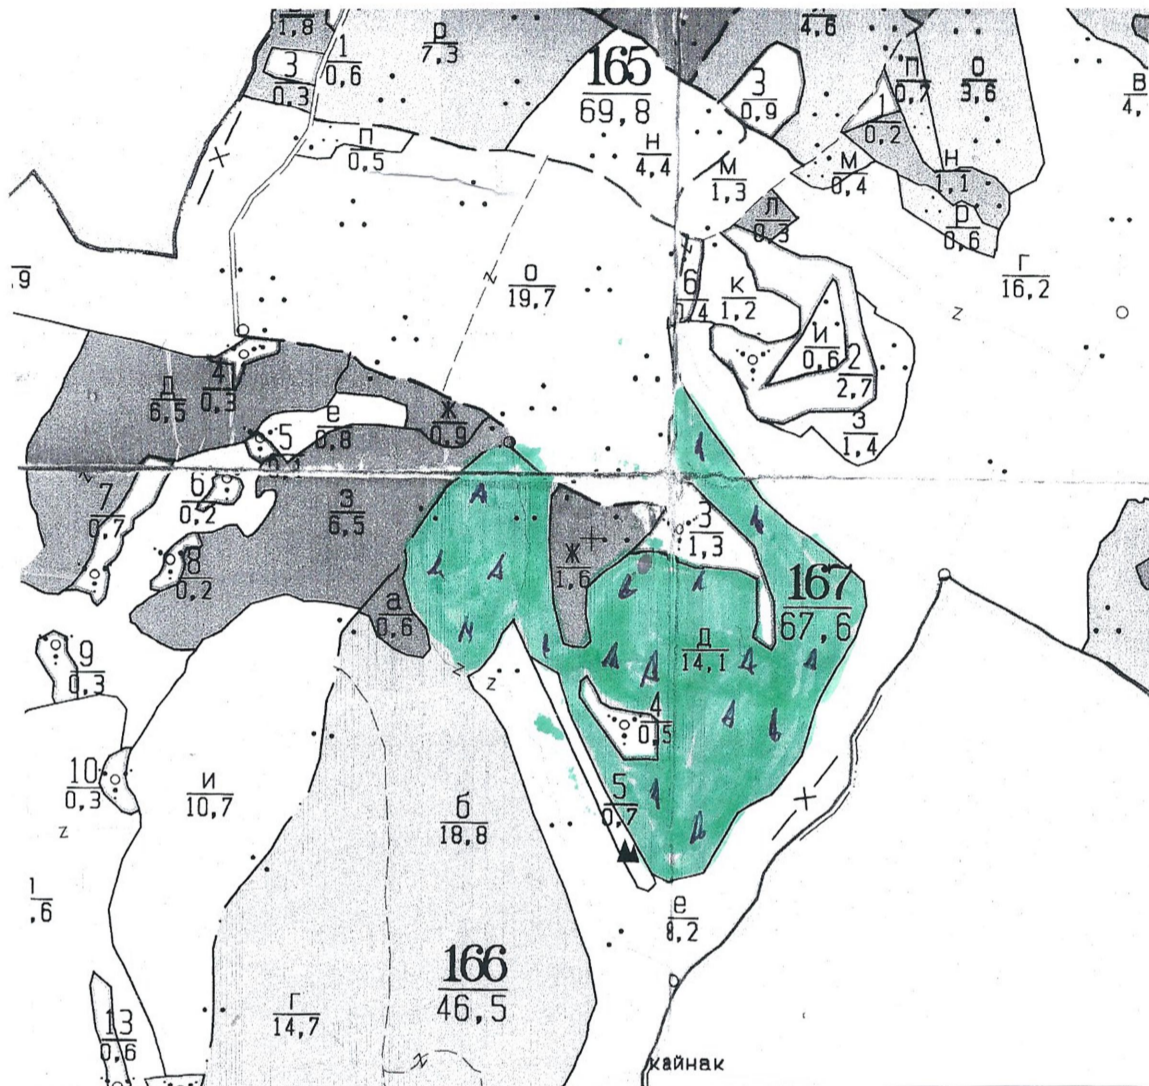 1,8
З
0,3
1
0,6
р
7,3
165
69,8
З
0,9
4,6
П
0,7
1
0,2
О
3,6
В
4,
П
0,5
Н
4,4
М
1,3
М
0,4
Н
1,1
Л
0,3
Р
0,6
,9
О
19,7
z
6
0,4
К
1,2
Г
16,2
z
И
0,6
2
2,7
З
1,4
Д
6,5
4
0,3
е
0,8
Ж
0,9
5
7
0,7
6
0,2
З
6,5
8
0,2
Ж
1,6
З
1,3
167
67,6
а
0,6
Д
14,1
z
z
9
0,3
4
0,5
10
0,3
И
10,7
б
18,8
5
0,7
z
,6
е
8,2
166
46,5
Г
14,7
13
0,6
кайнак